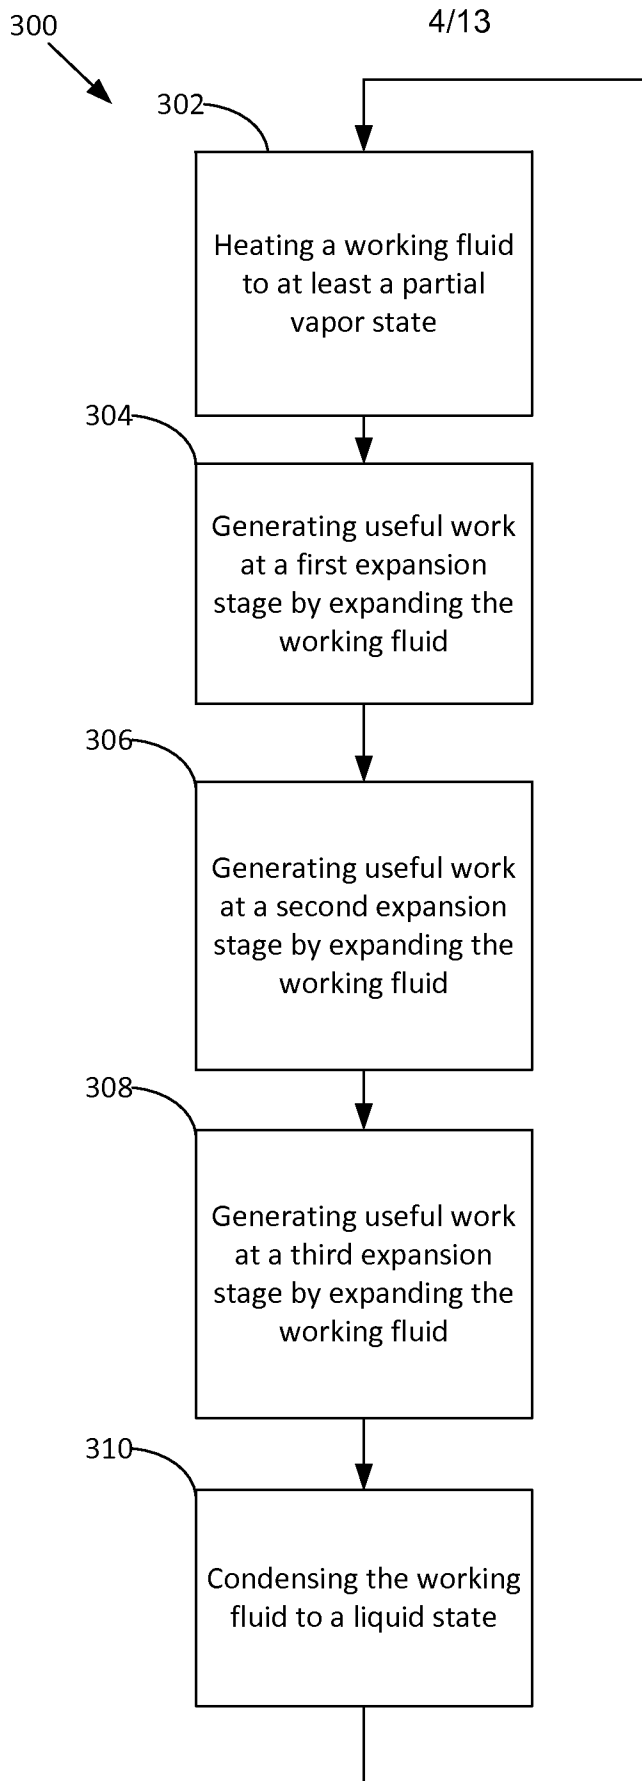 300
4/13
302
Heating a working fluid
to at least a partial
vapor state
304
Generating useful work
at a first expansion
stage by expanding the
working fluid
306
Generating useful work
at a second expansion
stage by expanding the
working fluid
308
Generating useful work
at a third expansion
stage by expanding the
working fluid
310
Condensing the working
fluid to a liquid state